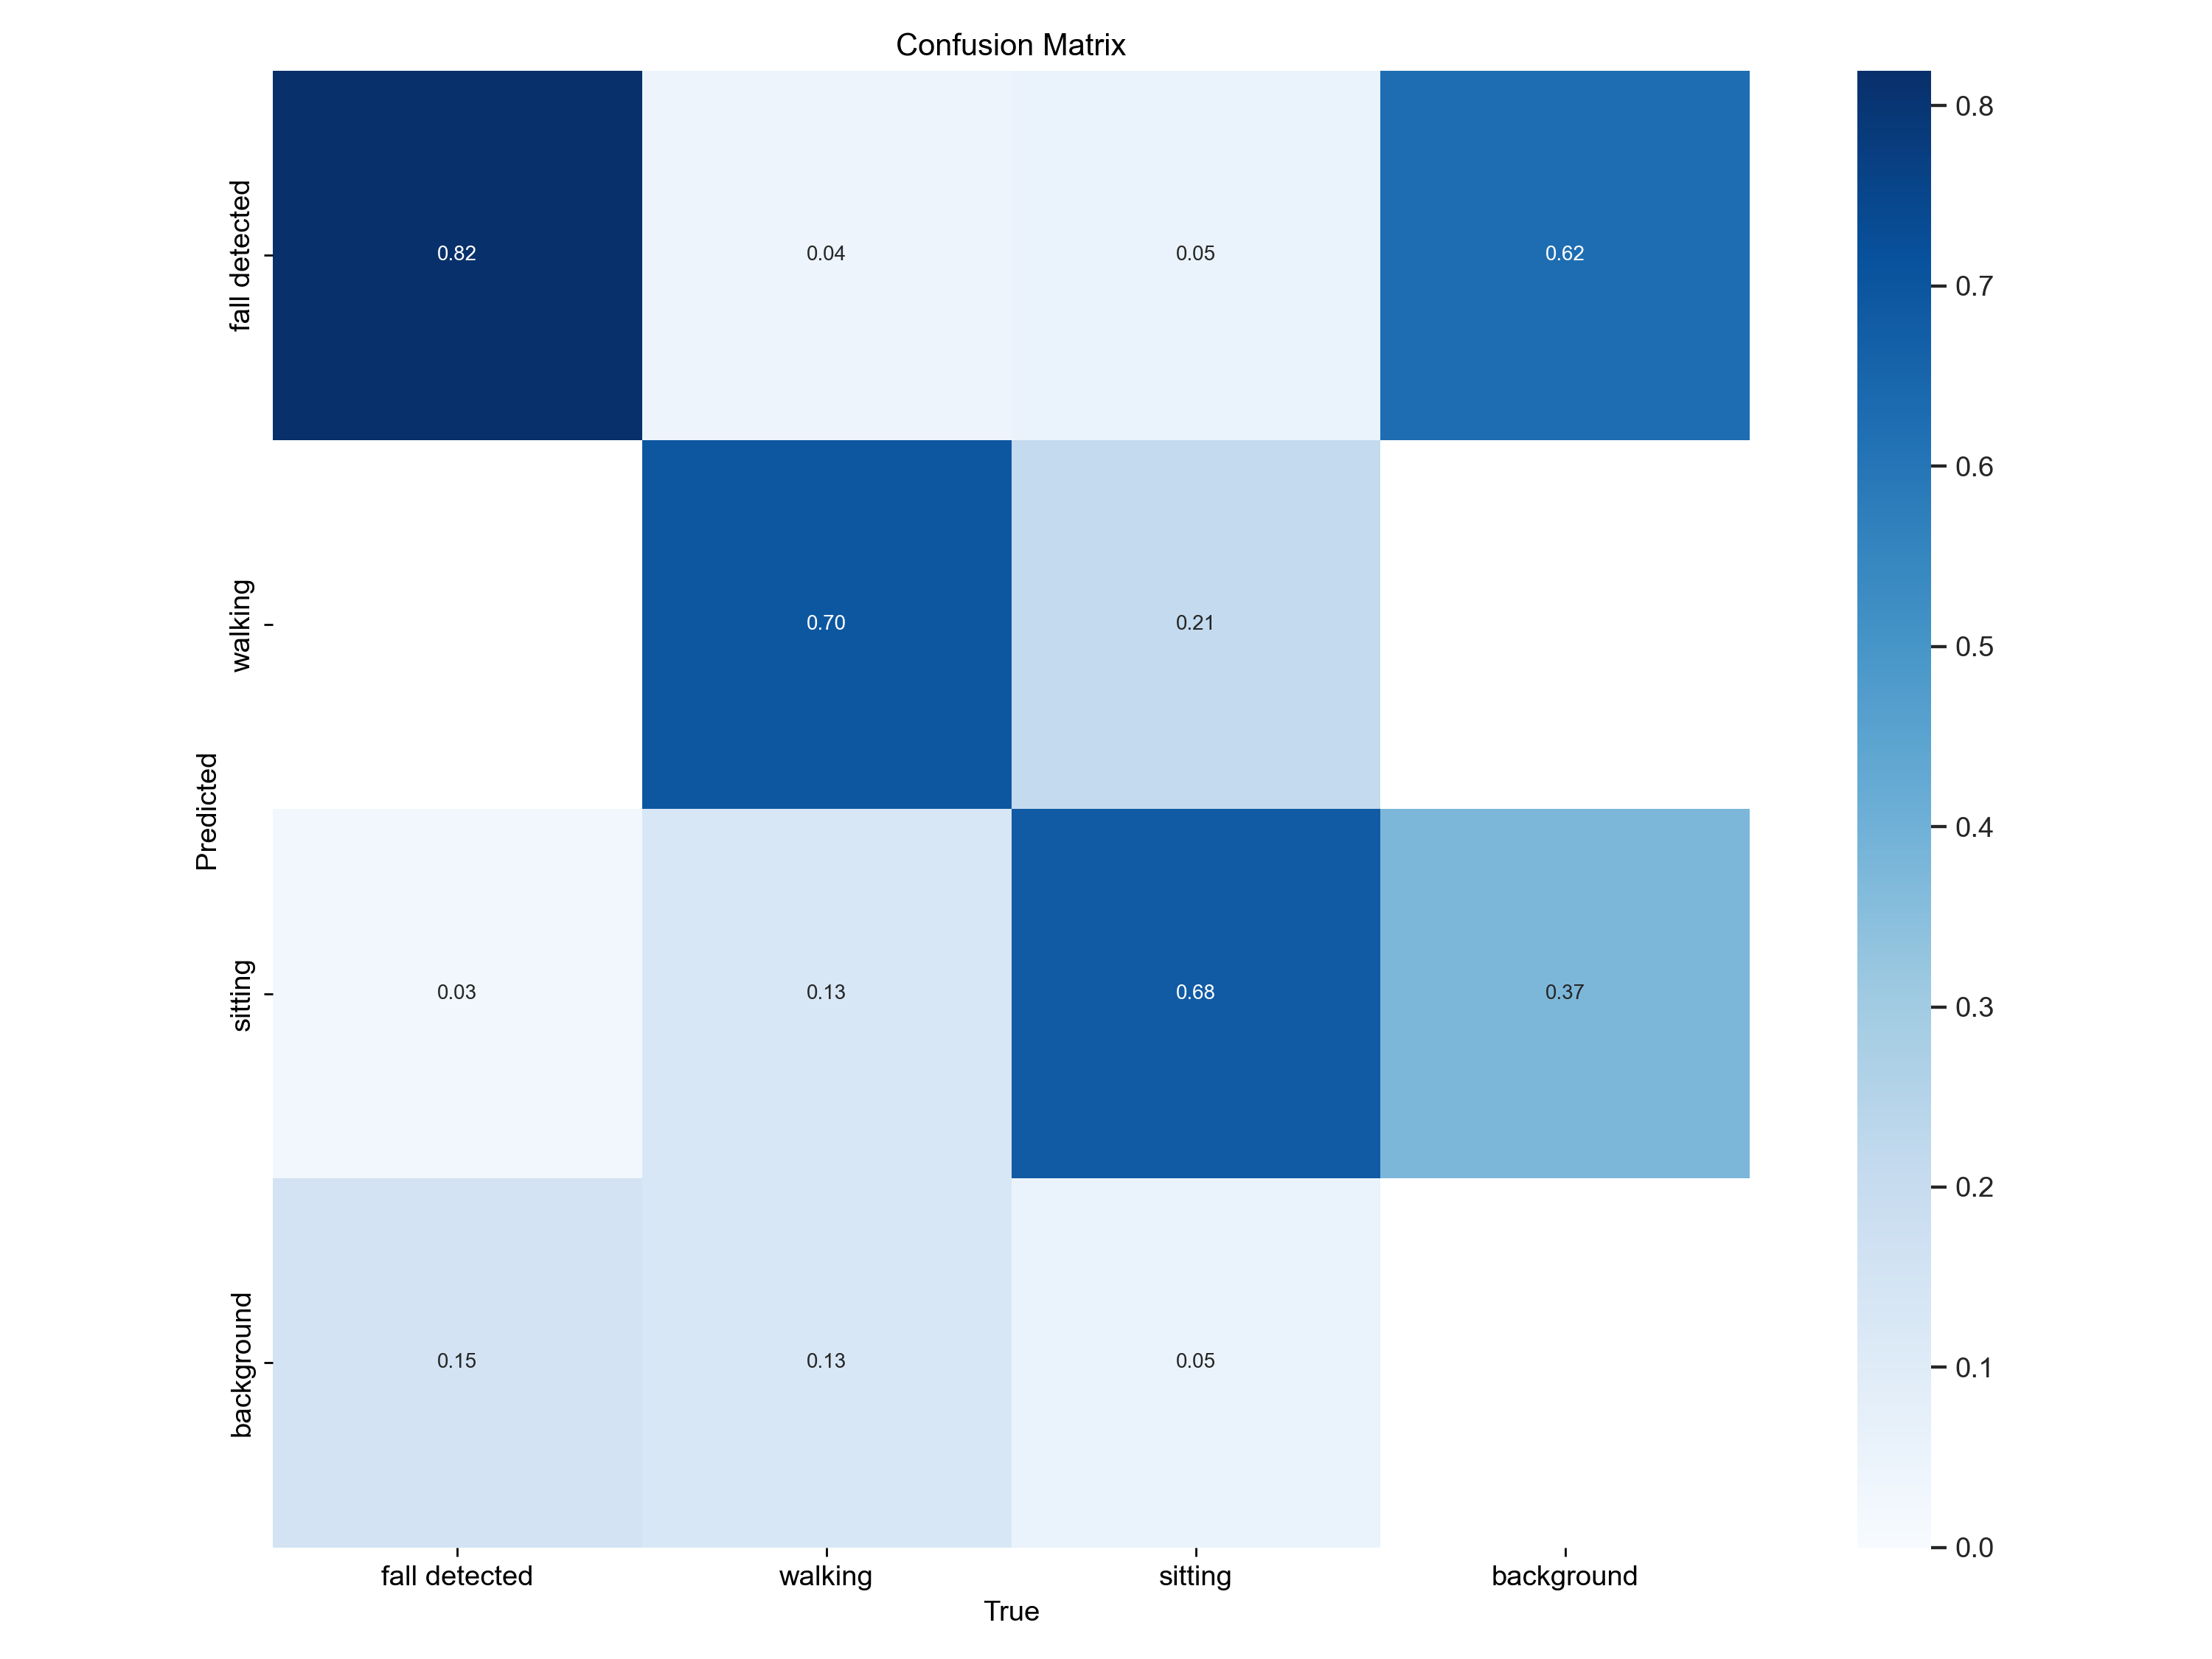 Confusion Matrix
fall detected
0.82
0.04
0.05
0.62
walking
0.70
0.21
Predicted
sitting
0.03
0.13
0.68
0.37
background
0.15
0.13
0.05
fall detected
walking
sitting
background
True
0.8
0.7
0.6
0.5
0.4
0.3
0.2
0.1
0.0